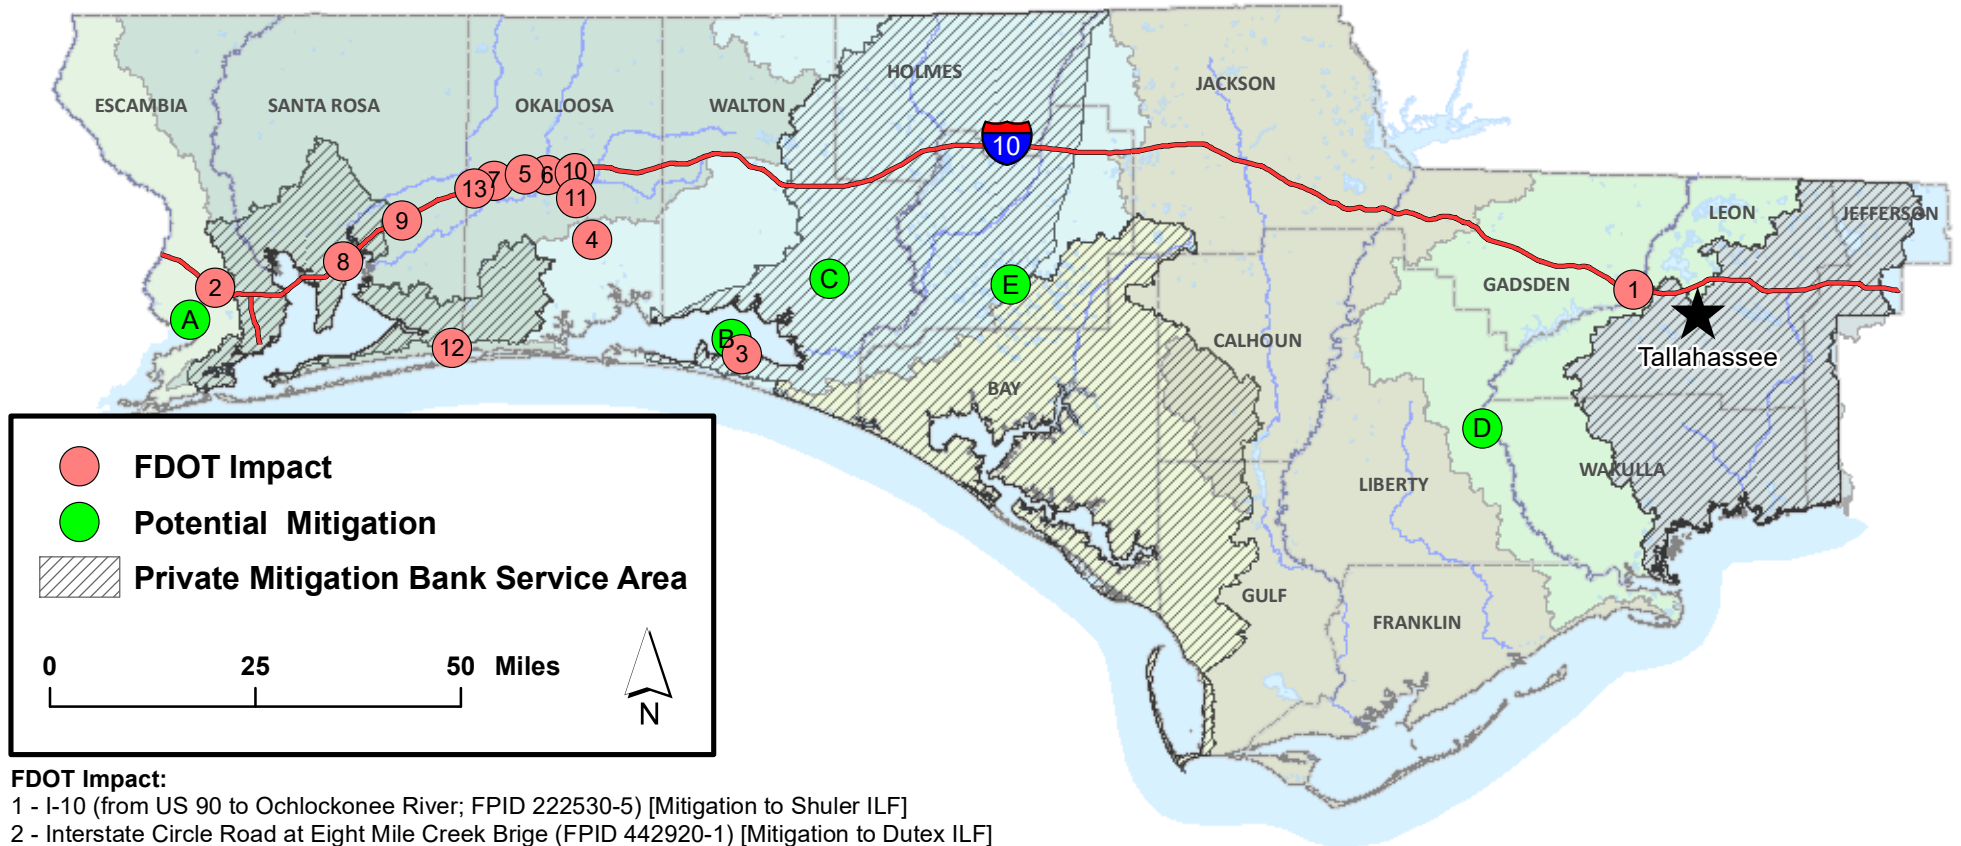 HOLMES
JACKSON
ESCAMBIA
SANTA ROSA
OKALOOSA
WALTON
10
13
7
5
6
10
11
9
4
8
2
A
C
E
B
3
12
LEON
JEFFERSON
GADSDEN
1
Tallahassee
CALHOUN
BAY
D
WAKULLA
LIBERTY
GULF
FRANKLIN
FDOT Impact
Potential Mitigation
Private Mitigation Bank Service Area
0 25 50 Miles
N
FDOT Impact:
1 - I-10 (from US 90 to Ochlockonee River; FPID 222530-5) [Mitigation to Shuler ILF]
2 - Interstate Circle Road at Eight Mile Creek Brige (FPID 442920-1) [Mitigation to Dutex ILF]